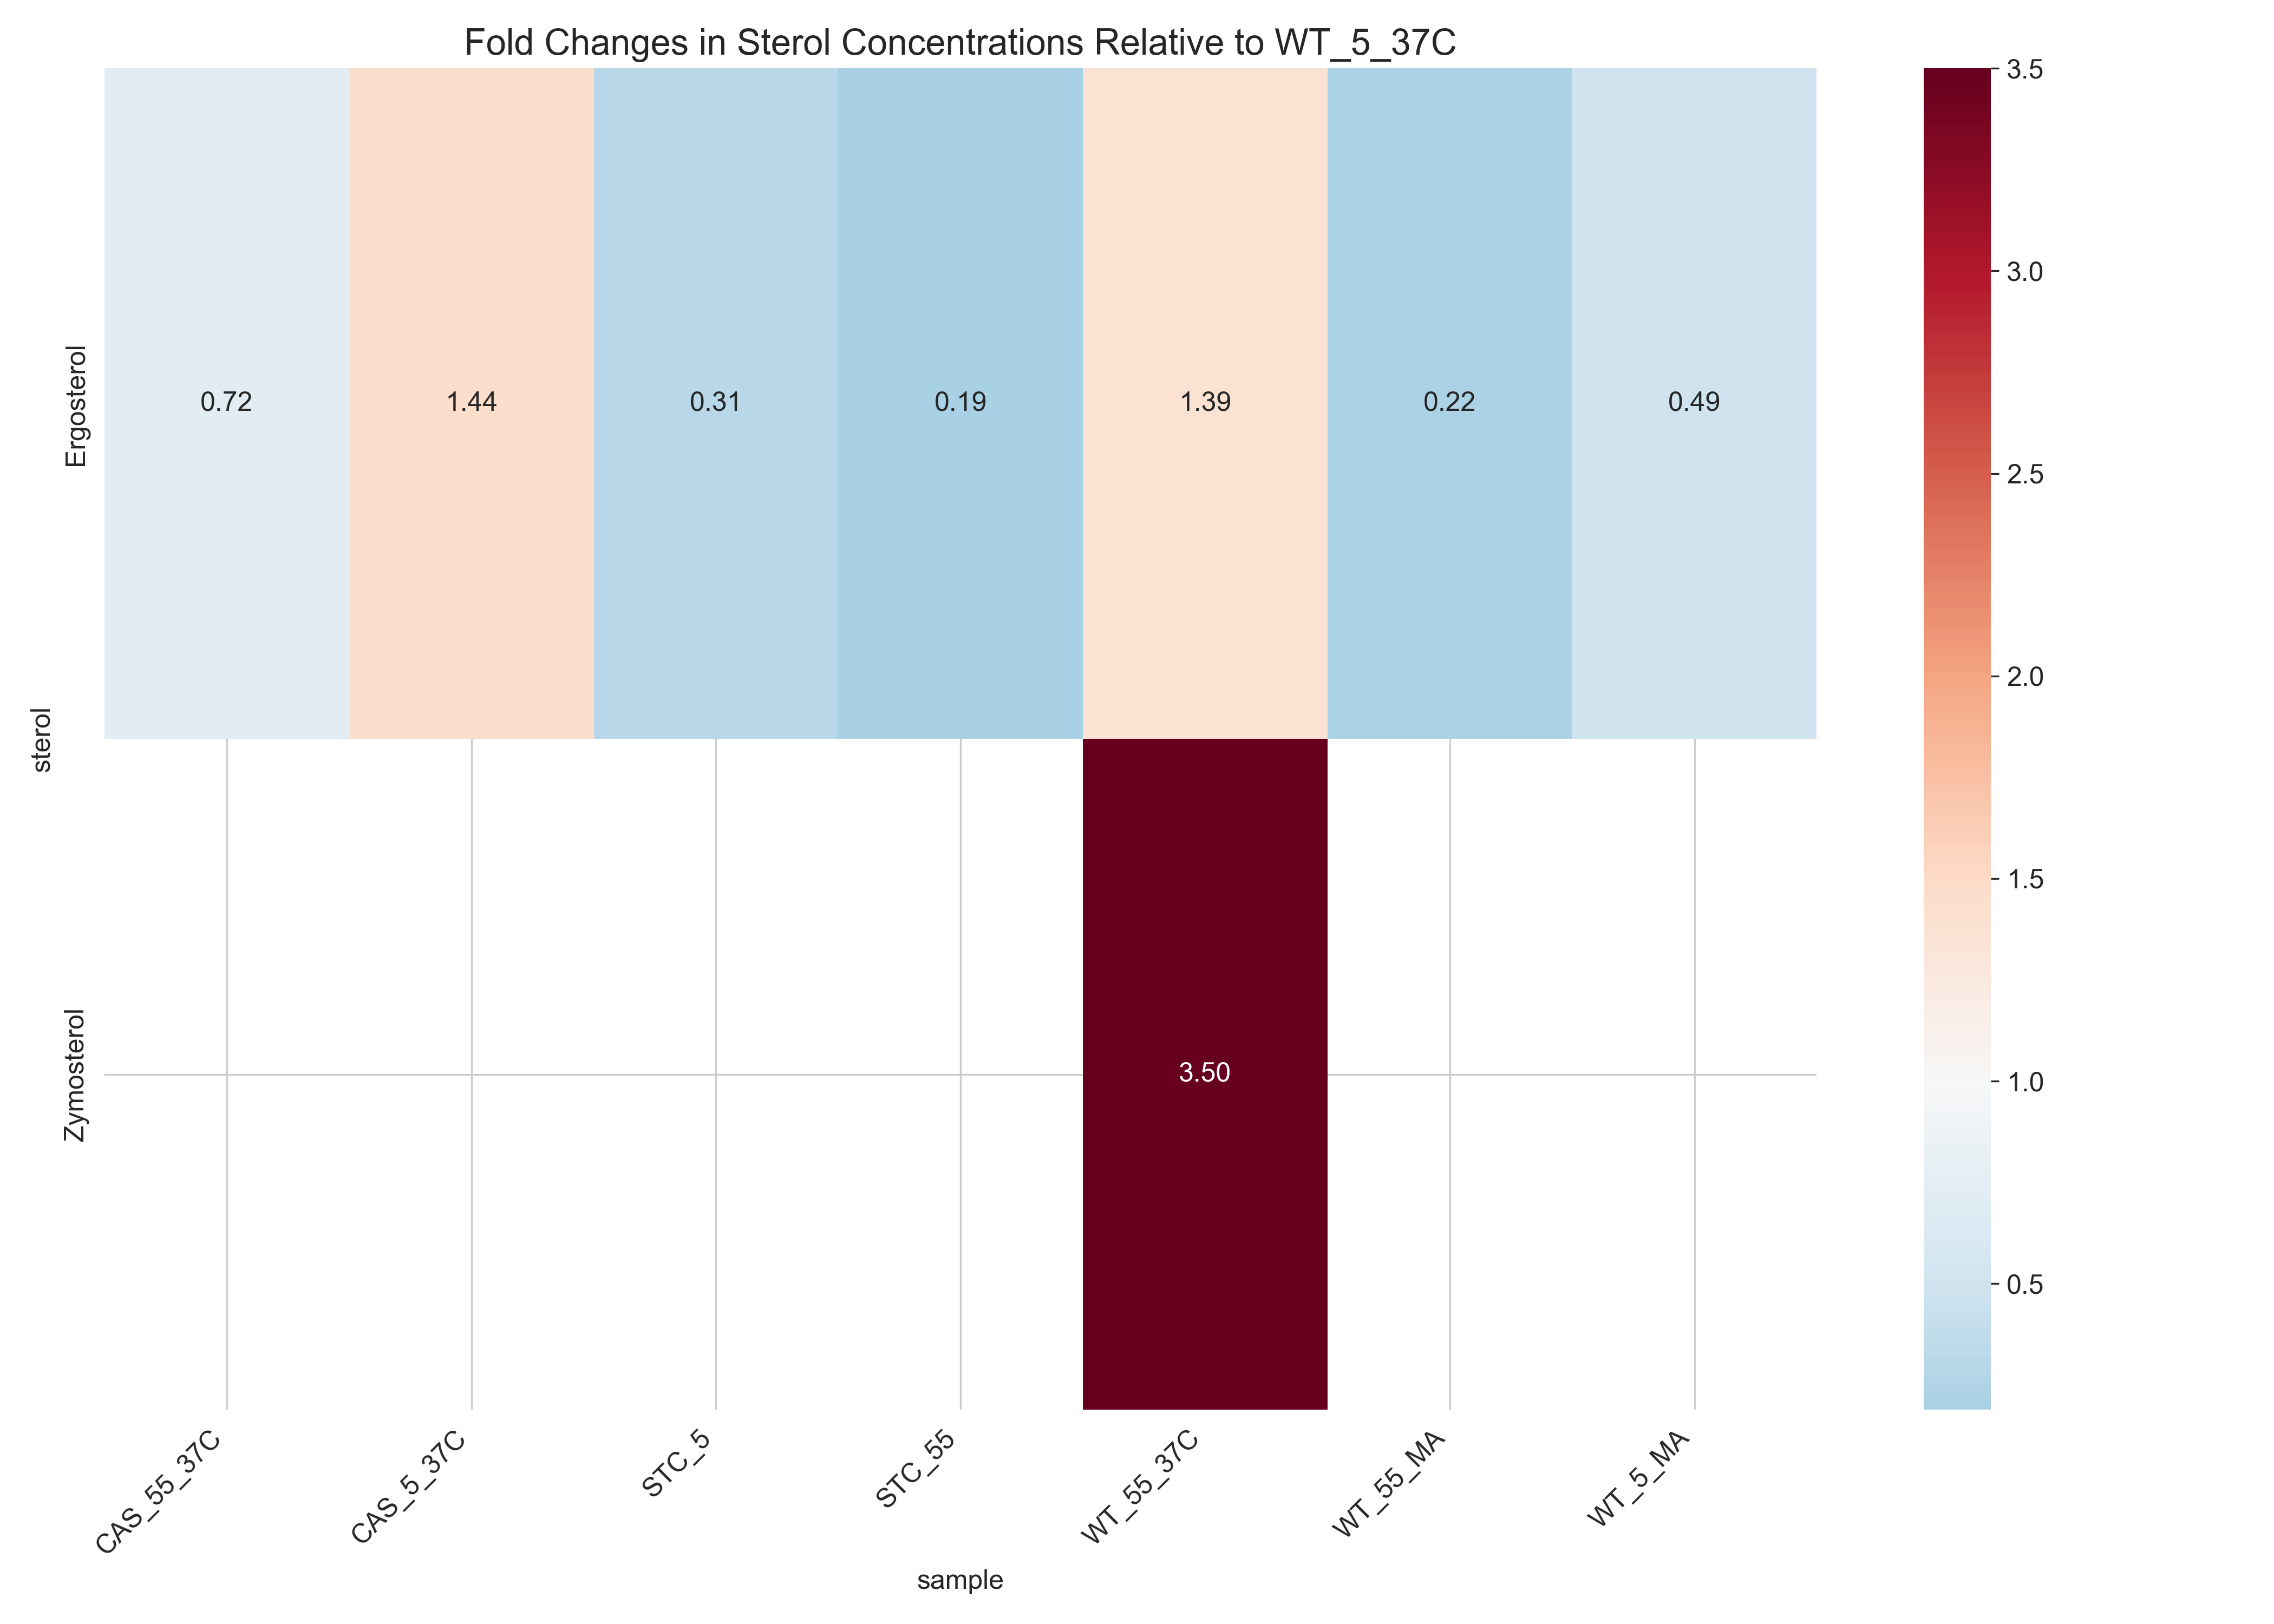 Fold Changes in Sterol Concentrations Relative to WT_5_37C
sterol
Ergosterol
0.72 1.44 0.31 0.19 1.39 0.22 0.49
Zymosterol
3.50
CAS_55_37C CAS_5_37C STC_5 STC_55 WT_55_37C WT_55_MA WT_5_MA
sample
3.5
3.0
2.5
2.0
1.5
1.0
0.5